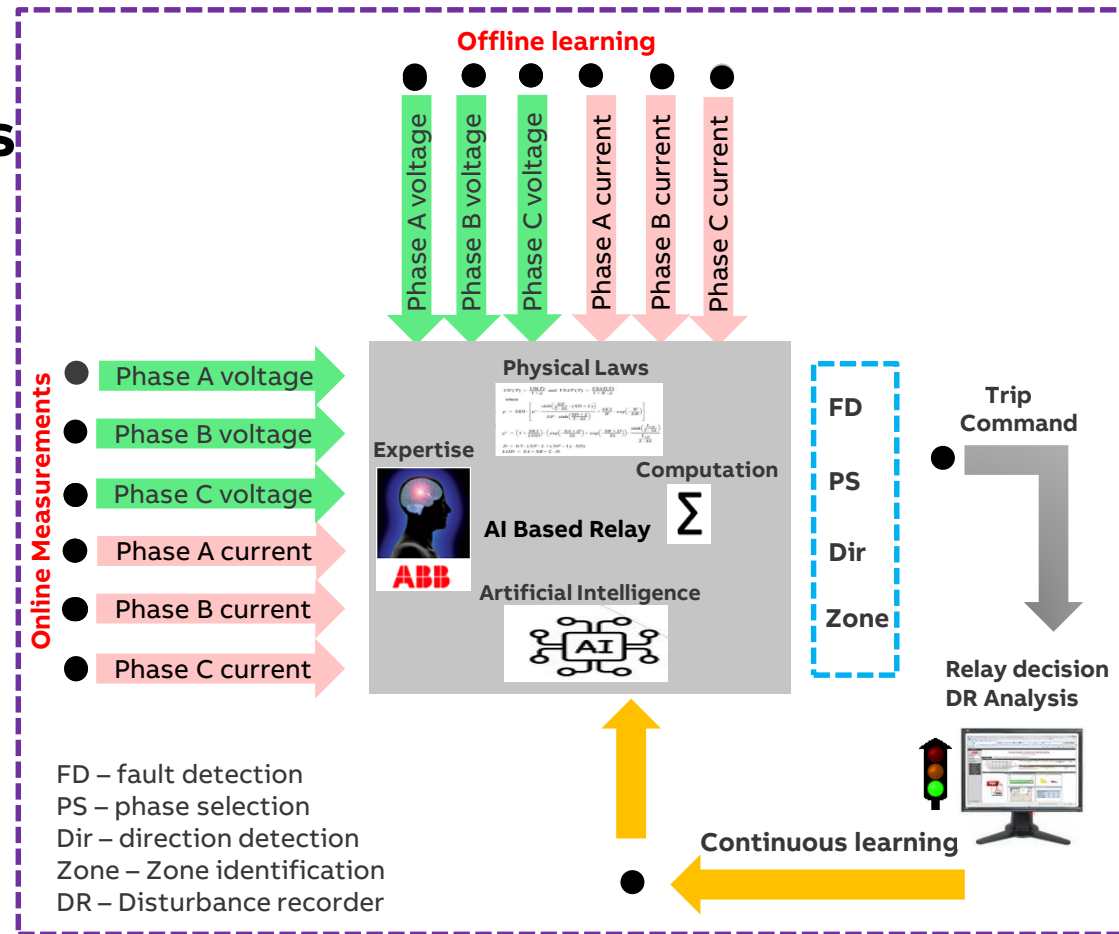 s
Offline learning
Phase A voltage
Phase B voltage
Phase C voltage
Phase A current
Phase B current
Phase C current
Online Measurements
Phase A voltage
Phase B voltage
Phase C voltage
Phase A current
Phase B current
Phase C current
Physical Laws
where
Expertise
Computation
Σ
AI Based Relay
ABB
Artificial Intelligence
AI
FD
PS
Dir
Zone
Trip
Command
Relay decision
DR Analysis
Continuous learning
FD – fault detection
PS – phase selection
Dir – direction detection
Zone – Zone identification
DR – Disturbance recorder